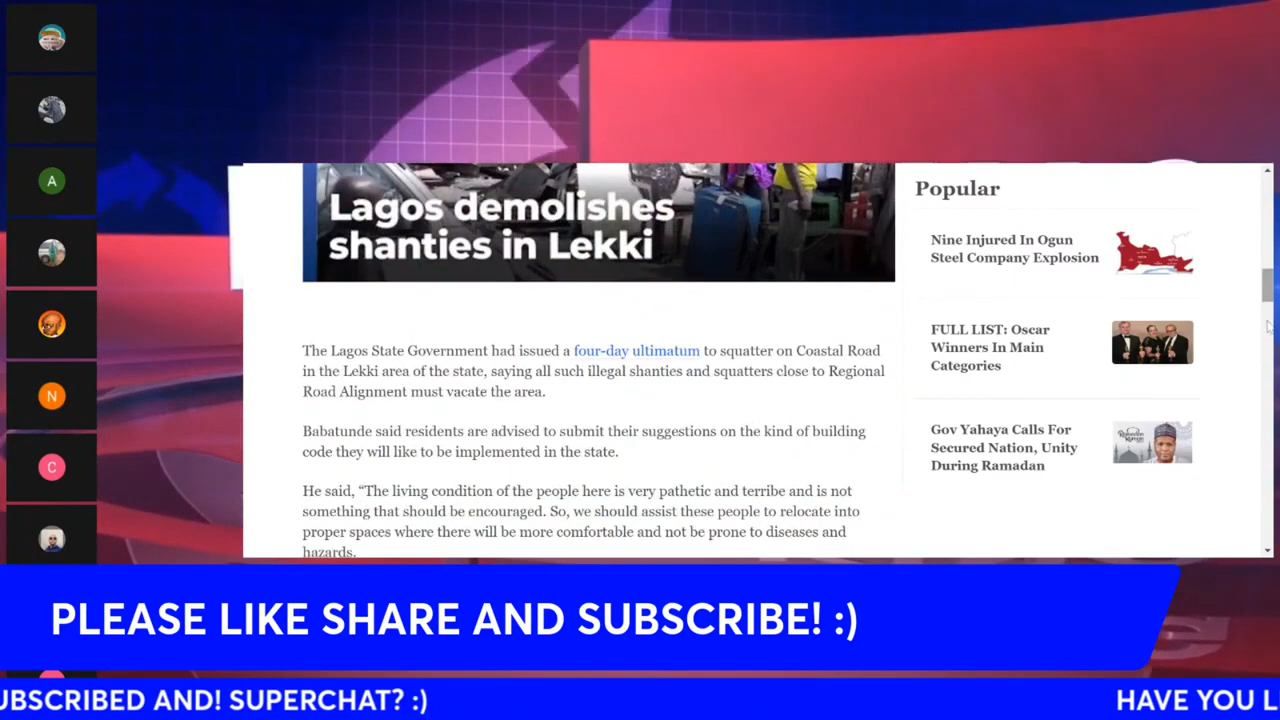 A
N
C
Lagos demolishes
shanties in Lekki
The Lagos State Government had issued a four-day ultimatum to squatter on Coastal Road
in the Lekki area of the state, saying all such illegal shanties and squatters close to Regional
Road Alignment must vacate the area.
Babatunde said residents are advised to submit their suggestions on the kind of building
code they will like to be implemented in the state.
He said, “The living condition of the people here is very pathetic and terribe and is not
something that should be encouraged. So, we should assist these people to relocate into
proper spaces where there will be more comfortable and not be prone to diseases and
hazards.
Popular
Nine Injured In Ogun
Steel Company Explosion
FULL LIST: Oscar
Winners In Main
Categories
Gov Yahaya Calls For
Secured Nation, Unity
During Ramadan
PLEASE LIKE SHARE AND SUBSCRIBE! :)
UBSCRIBED AND! SUPERCHAT? :)
HAVE YOU L